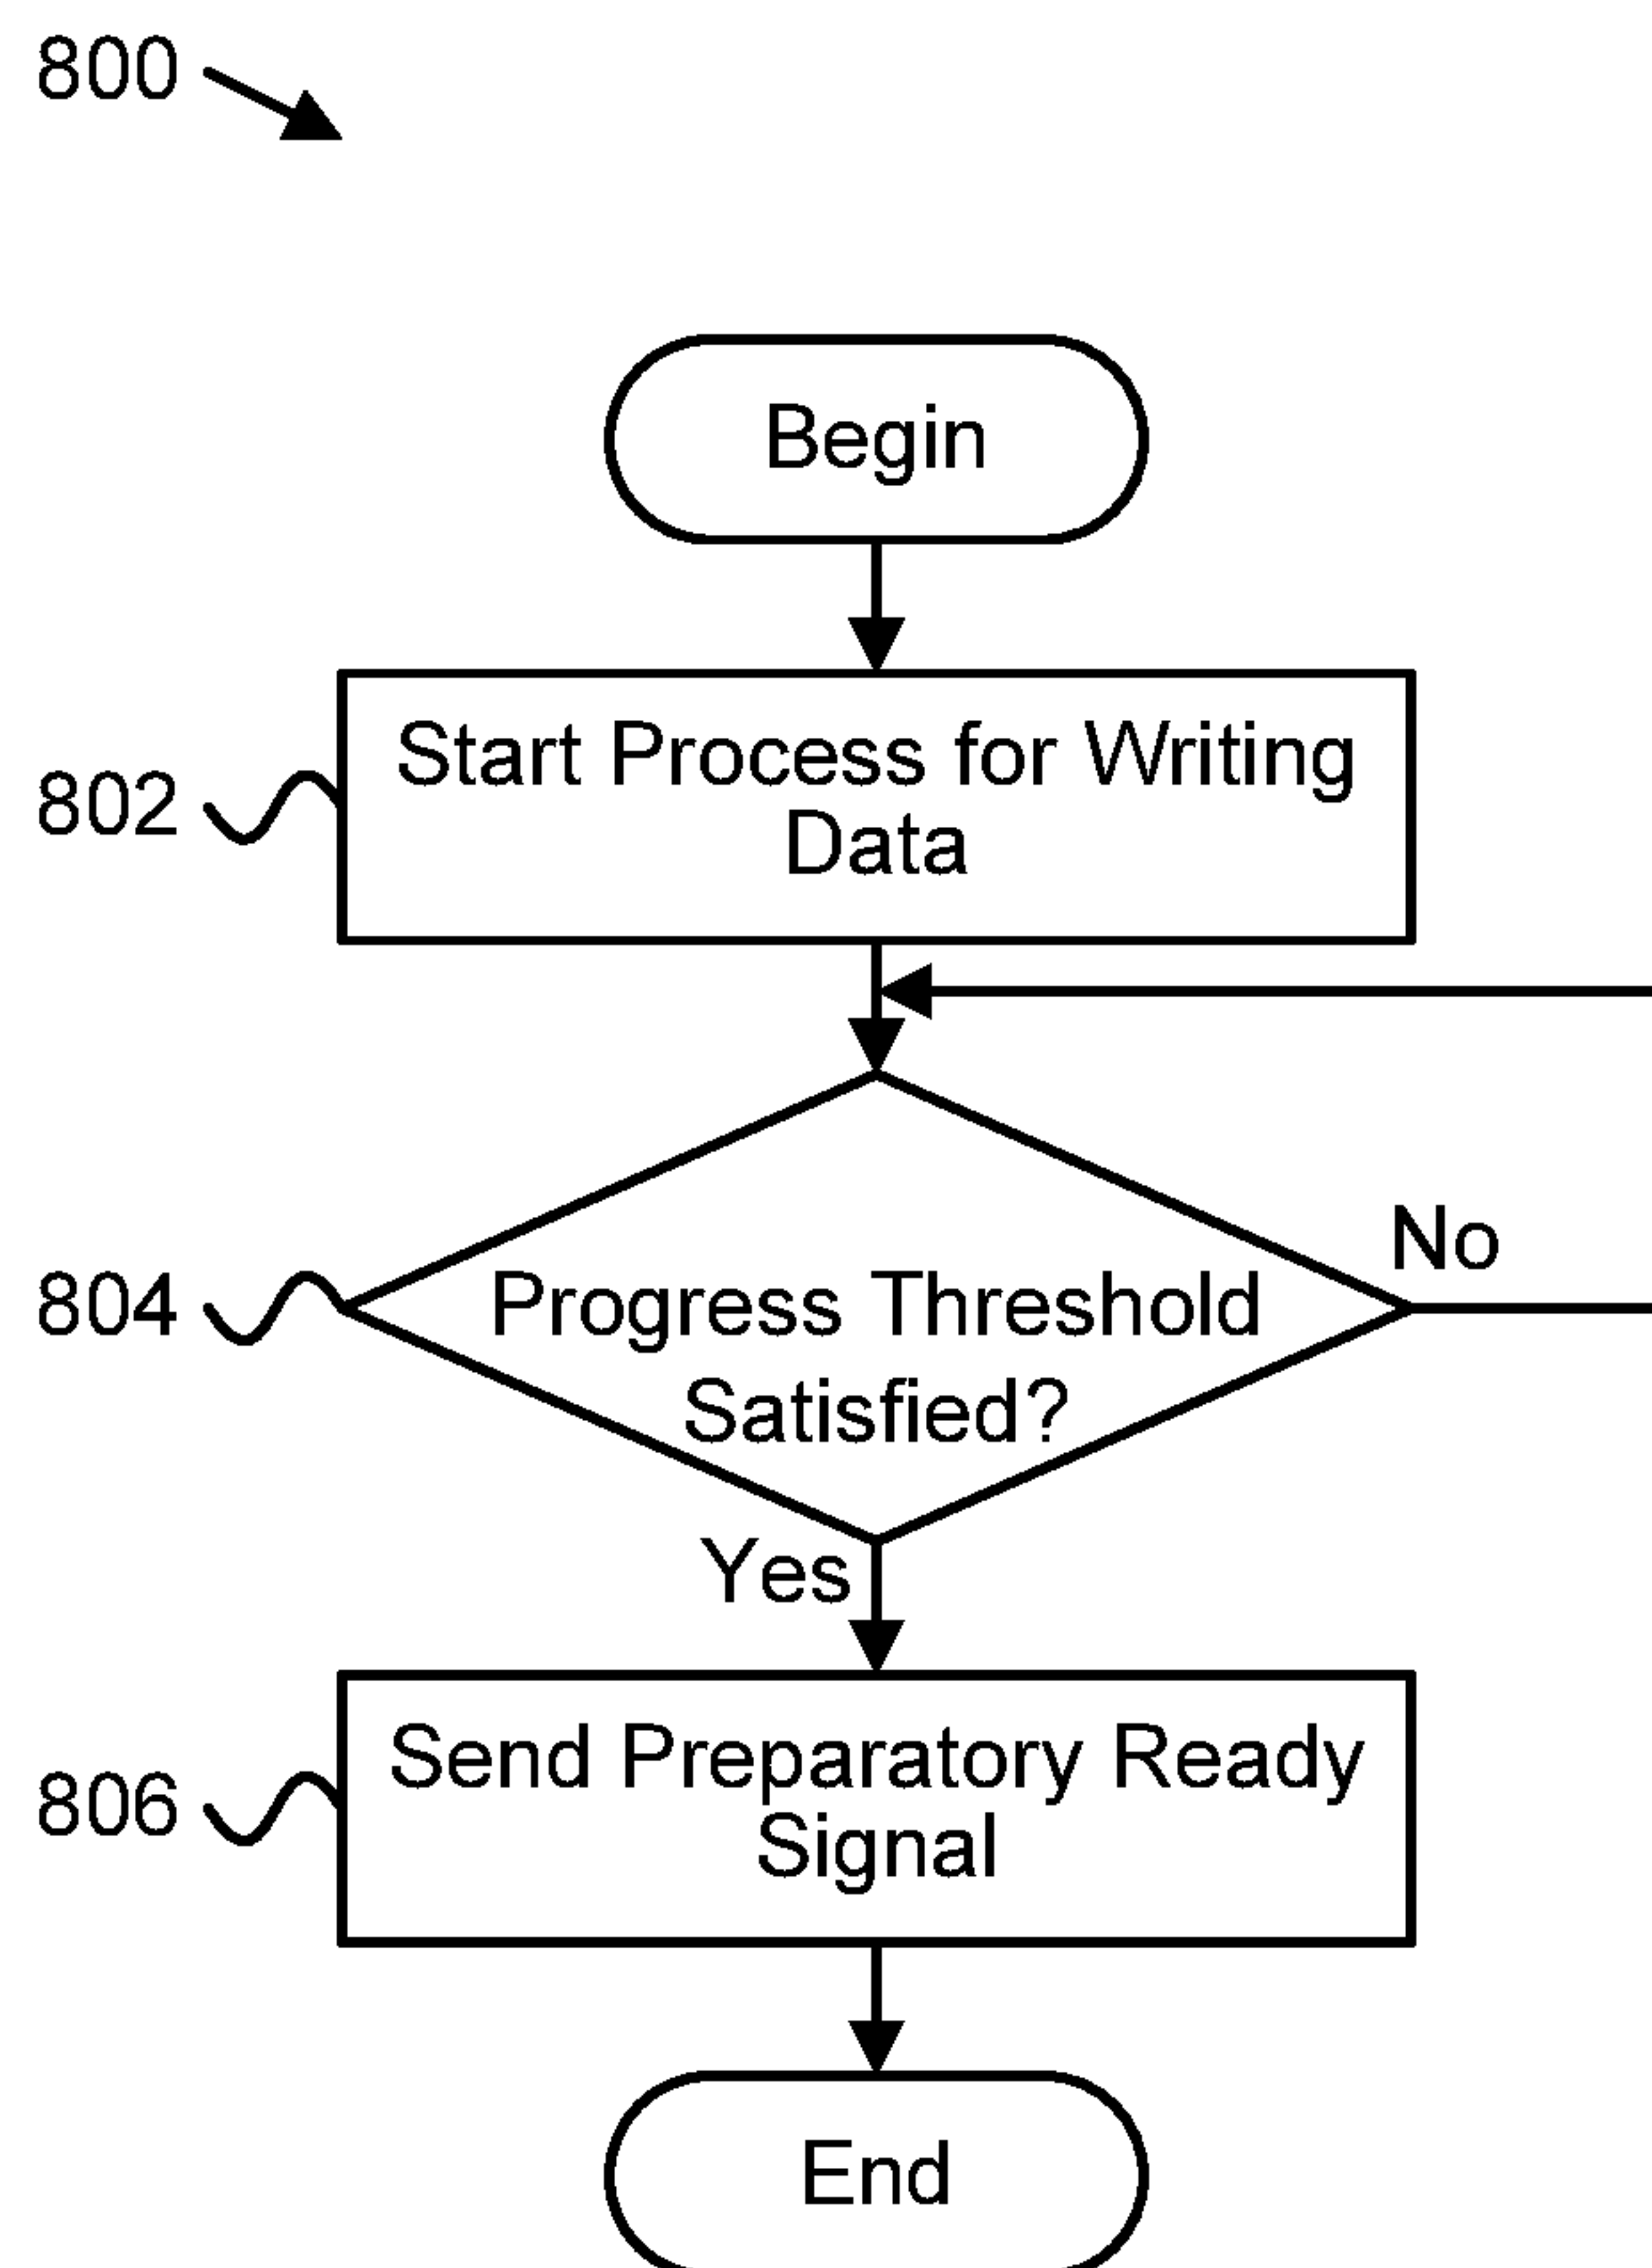 800
Begin
802
Start Process for Writing
Data
No
804
Progress Threshold
Satisfied?
Yes
806
Send Preparatory Ready
Signal
End